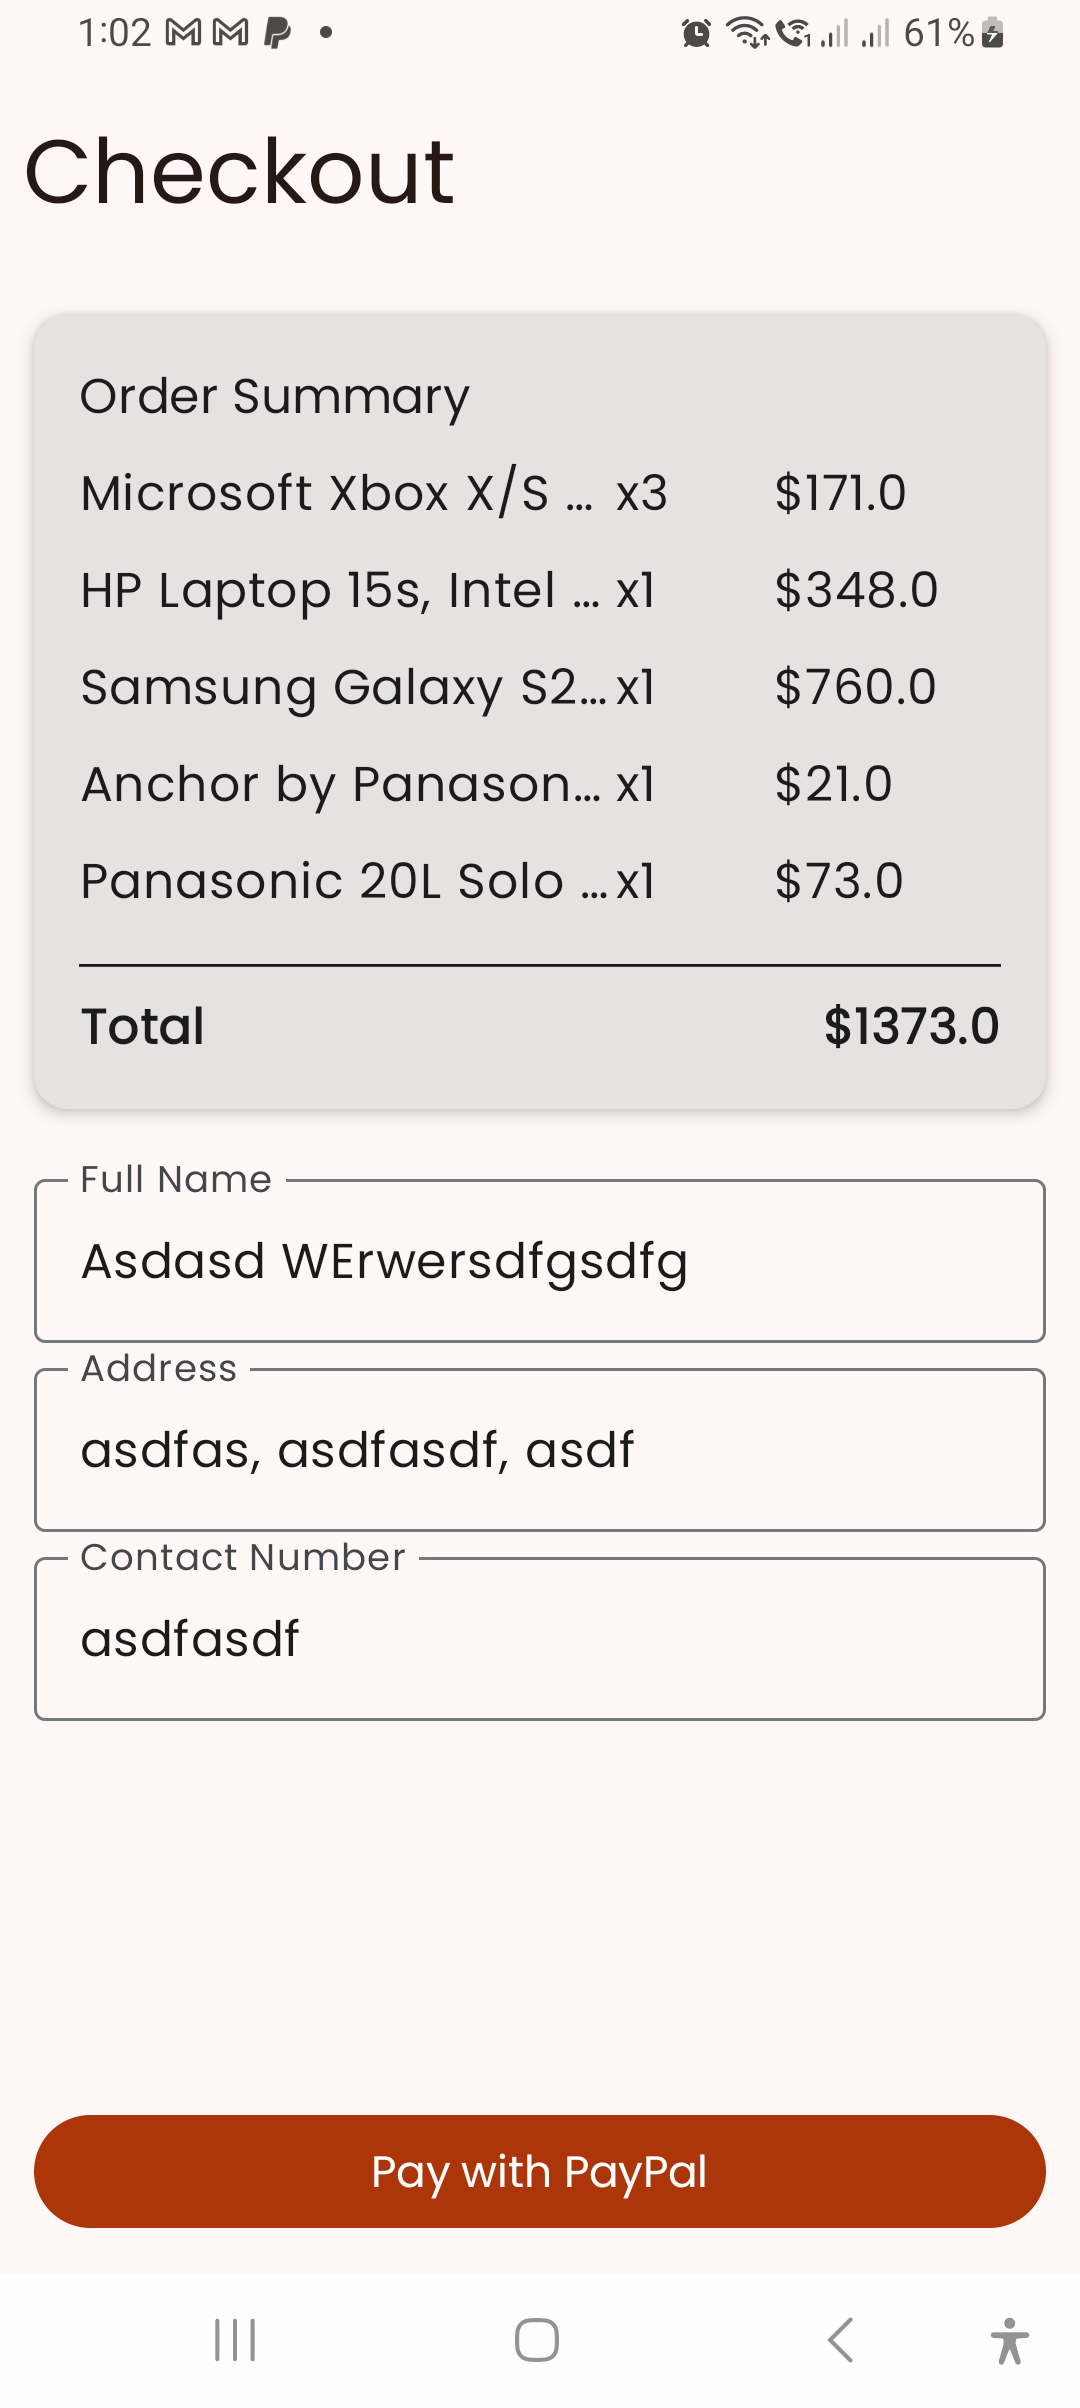 1:02 61%
Checkout
Order Summary
Microsoft Xbox X/S ... x3 $171.0
HP Laptop 15s, Intel ... x1 $348.0
Samsung Galaxy S2... x1 $760.0
Anchor by Panason... x1 $21.0
Panasonic 20L Solo ... x1 $73.0
Total $1373.0
Full Name
Asdasd WErwersdfgsdfg
Address
asdfas, asdfasdf, asdf
Contact Number
asdfasdf
Pay with PayPal